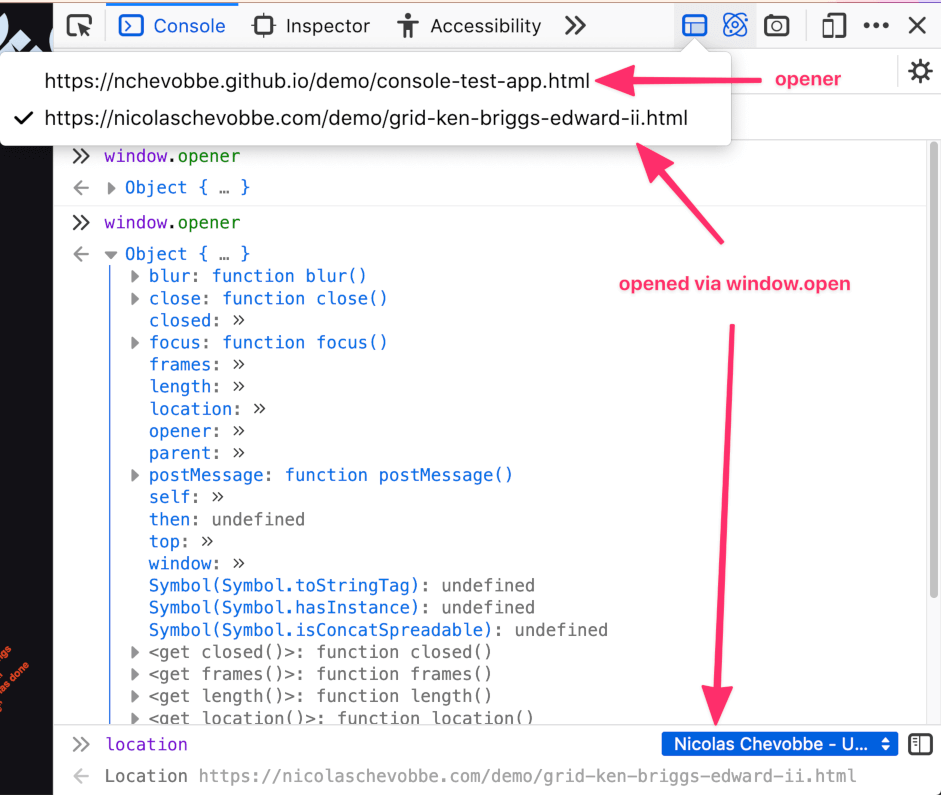 Console Inspector Accessibility
https://nchevobbe.github.io/demo/console-test-app.html
opener
https://nicolaschevobbe.com/demo/grid-ken-briggs-edward-ii.html
window.opener
Object { … }
window.opener
Object { … }
blur: function blur()
opened via window.open
close: function close()
closed: »
focus: function focus()
frames: »
length: »
location: »
opener: »
parent: »
postMessage: function postMessage()
self: »
then: undefined
top: »
window: »
Symbol(Symbol.toStringTag): undefined
Symbol(Symbol.hasInstance): undefined
Symbol(Symbol.isConcatSpreadable): undefined
<get closed()>: function closed()
<get frames()>: function frames()
<get length()>: function length()
<get location()>: function location()
has done
location
Nicolas Chevobbe - U...
Location https://nicolaschevobbe.com/demo/grid-ken-briggs-edward-ii.html